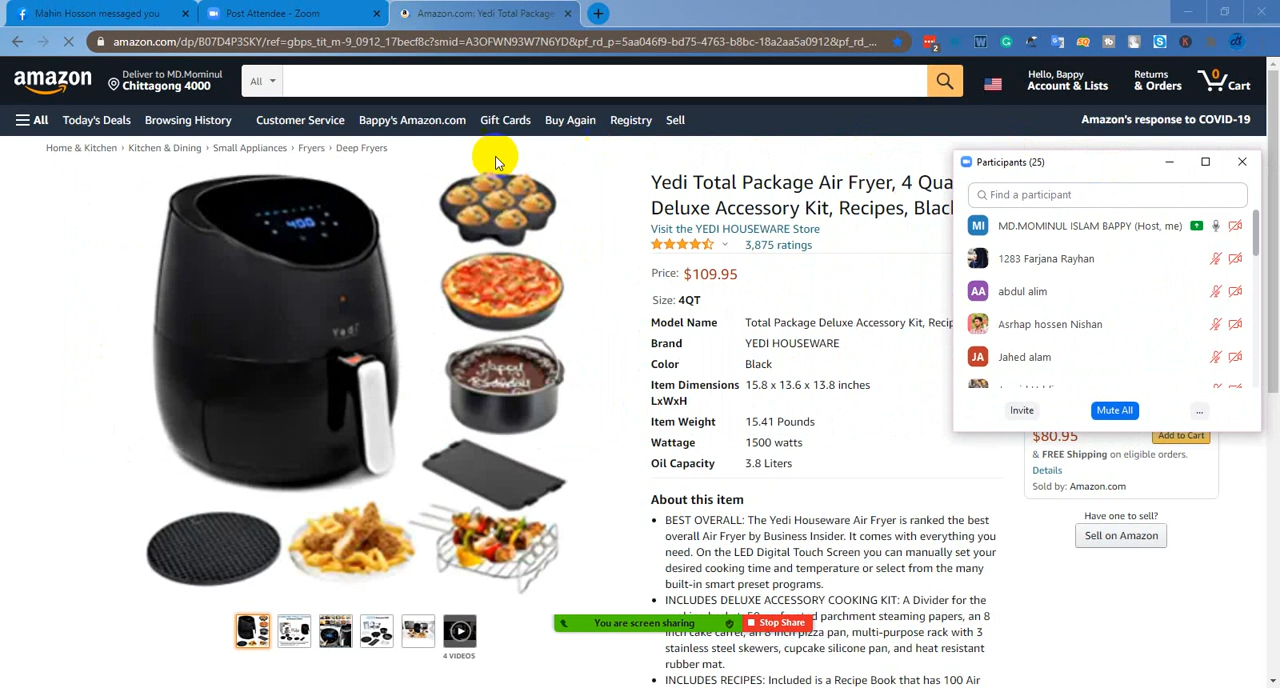 Mahin Hosson messaged you
Post Attendee - Zoom
Amazon.com: Yedi Total Package
amazon.com/dp/B07D4P3SKY/ref=gbps_tit_m-9_0912_17becf8c?smid=A3OFWN93W7N6YD&pf_rd_p=5aa046f9-bd75-4763-b8bc-18a2aa5a0912&pf_rd_...
amazon
Deliver to MD.Mominul
Chittagong 4000
All
Hello, Bappy
Account & Lists
Returns
& Orders
0
Cart
All
Today's Deals
Browsing History
Customer Service
Bappy's Amazon.com
Gift Cards
Buy Again
Registry
Sell
Amazon's response to COVID-19
Home & Kitchen › Kitchen & Dining › Small Appliances › Fryers › Deep Fryers
400
Yedi
Happy
Birthday
4 VIDEOS
Yedi Total Package Air Fryer, 4 Qua
Deluxe Accessory Kit, Recipes, Black
Visit the YEDI HOUSEWARE Store
3,875 ratings
Price: $109.95
Size: 4QT
Model Name Total Package Deluxe Accessory Kit, Recip
Brand YEDI HOUSEWARE
Color Black
Item Dimensions 15.8 x 13.6 x 13.8 inches
LxWxH
Item Weight 15.41 Pounds
Wattage 1500 watts
Oil Capacity 3.8 Liters
About this item
BEST OVERALL: The Yedi Houseware Air Fryer is ranked the best
overall Air Fryer by Business Insider. It comes with everything you
need. On the LED Digital Touch Screen you can manually set your
desired cooking time and temperature or select from the many
built-in smart preset programs.
INCLUDES DELUXE ACCESSORY COOKING KIT: A Divider for the
parchment steaming papers, an 8
inch cake barrel, an 8 inch pizza pan, multi-purpose rack with 3
stainless steel skewers, cupcake silicone pan, and heat resistant
rubber mat.
INCLUDES RECIPES: Included is a Recipe Book that has 100 Air
You are screen sharing
Stop Share
Participants (25)
Find a participant
MI MD.MOMINUL ISLAM BAPPY (Host, me)
1283 Farjana Rayhan
AA abdul alim
Asrhap hossen Nishan
JA Jahed alam
Invite
Mute All
...
$80.95
Add to Cart
& FREE Shipping on eligible orders.
Details
Sold by: Amazon.com
Have one to sell?
Sell on Amazon